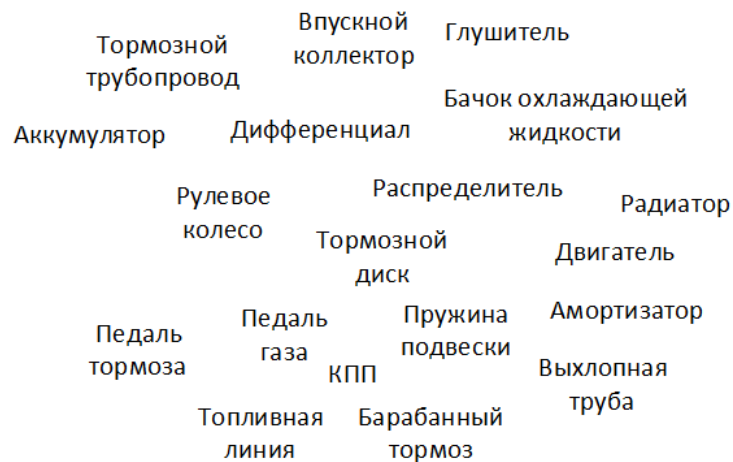 Тормозной
трубопровод
Впускной
коллектор
Глушитель
Аккумулятор
Дифференциал
Бачок охлаждающей
жидкости
Рулевое
колесо
Распределитель
Радиатор
Тормозной
диск
Двигатель
Педаль
тормоза
Педаль
газа
КПП
Пружина
подвески
Амортизатор
Выхлопная
труба
Топливная
линия
Барабанный
тормоз